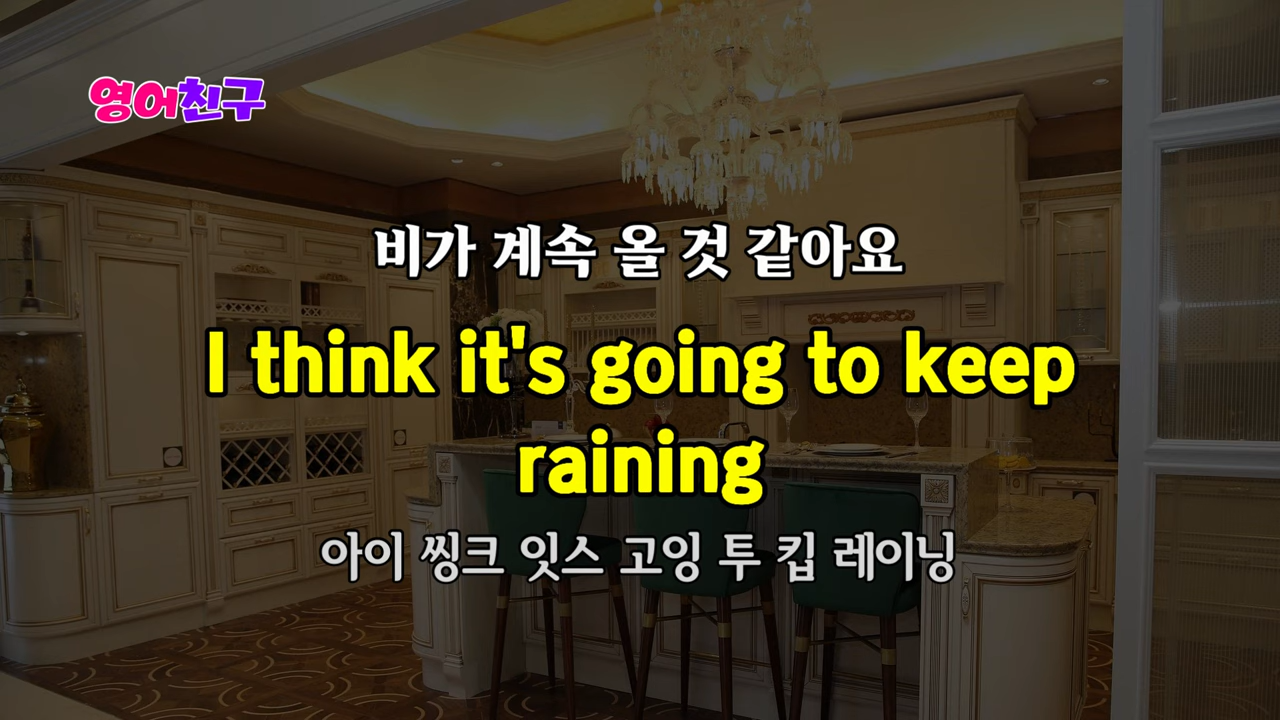 영어친구
비가 계속 올 것 같아요
I think it's going to keep
raining
아이 씽크 잇스 고잉 투 킵 레이닝